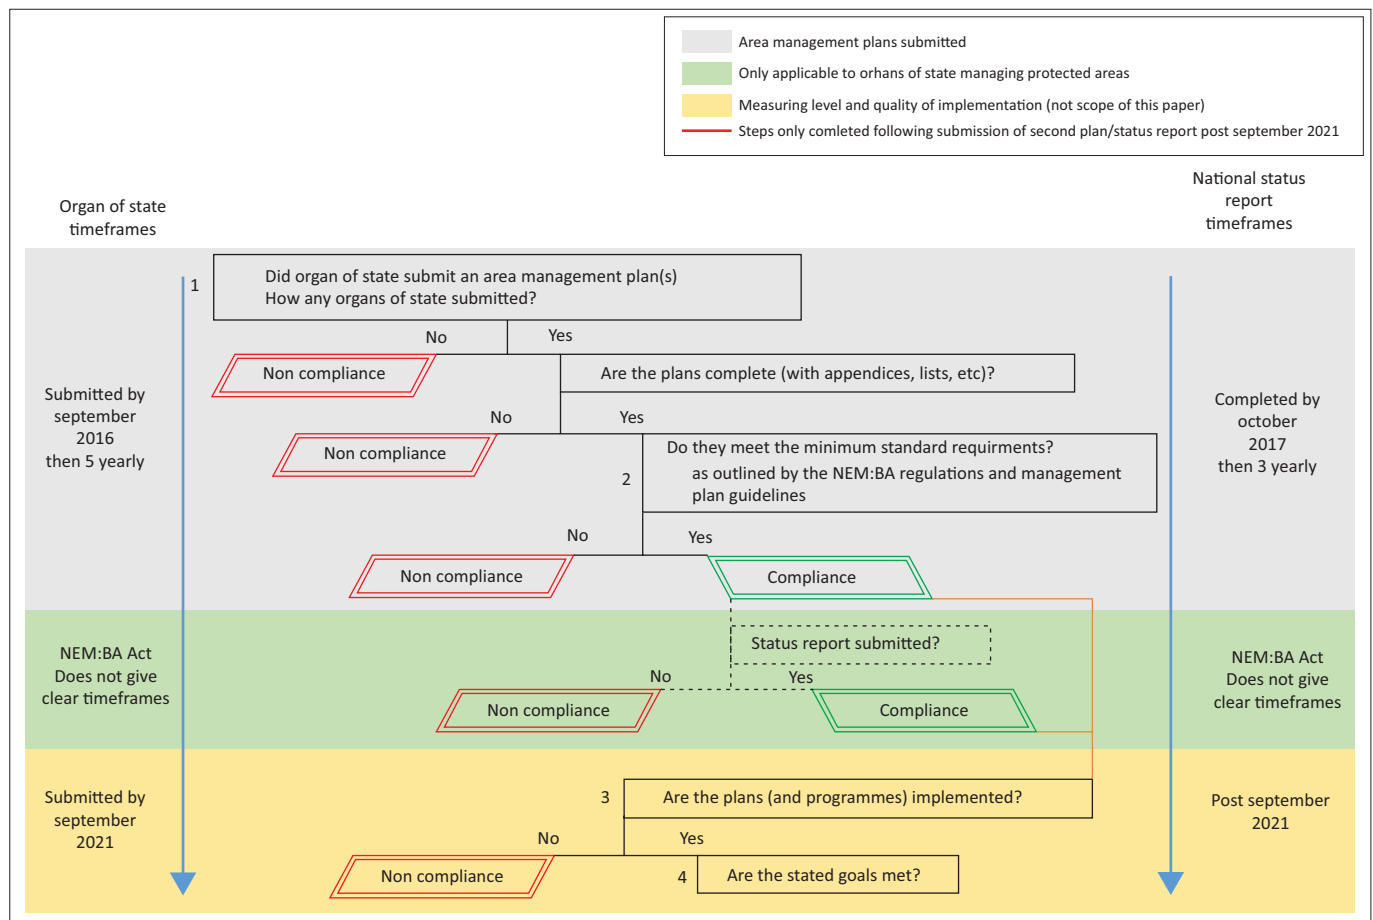 Area management plans submitted
Only applicable to orhans of state managing protected areas
Measuring level and quality of implementation (not scope of this paper)
Steps only comleted following submission of second plan/status report post september 2021
Organ of state
timeframes
National status
report
timeframes
1
Did organ of state submit an area management plan(s)
How any organs of state submitted?
No
Yes
Non compliance
Are the plans complete (with appendices, lists, etc)?
Submitted by
september
2016
then 5 yearly
Completed by
october
2017
then 3 yearly
No
Yes
Non compliance
2
Do they meet the minimum standard requirments?
as outlined by the NEM:BA regulations and management
plan guidelines
No
Yes
Non compliance
Compliance
NEM:BA Act
Does not give
clear timeframes
Status report submitted?
No
Yes
Non compliance
Compliance
NEM:BA Act
Does not give
clear timeframes
Submitted by
september
2021
3
Are the plans (and programmes) implemented?
Post september
2021
No
Yes
Non compliance
4
Are the stated goals met?